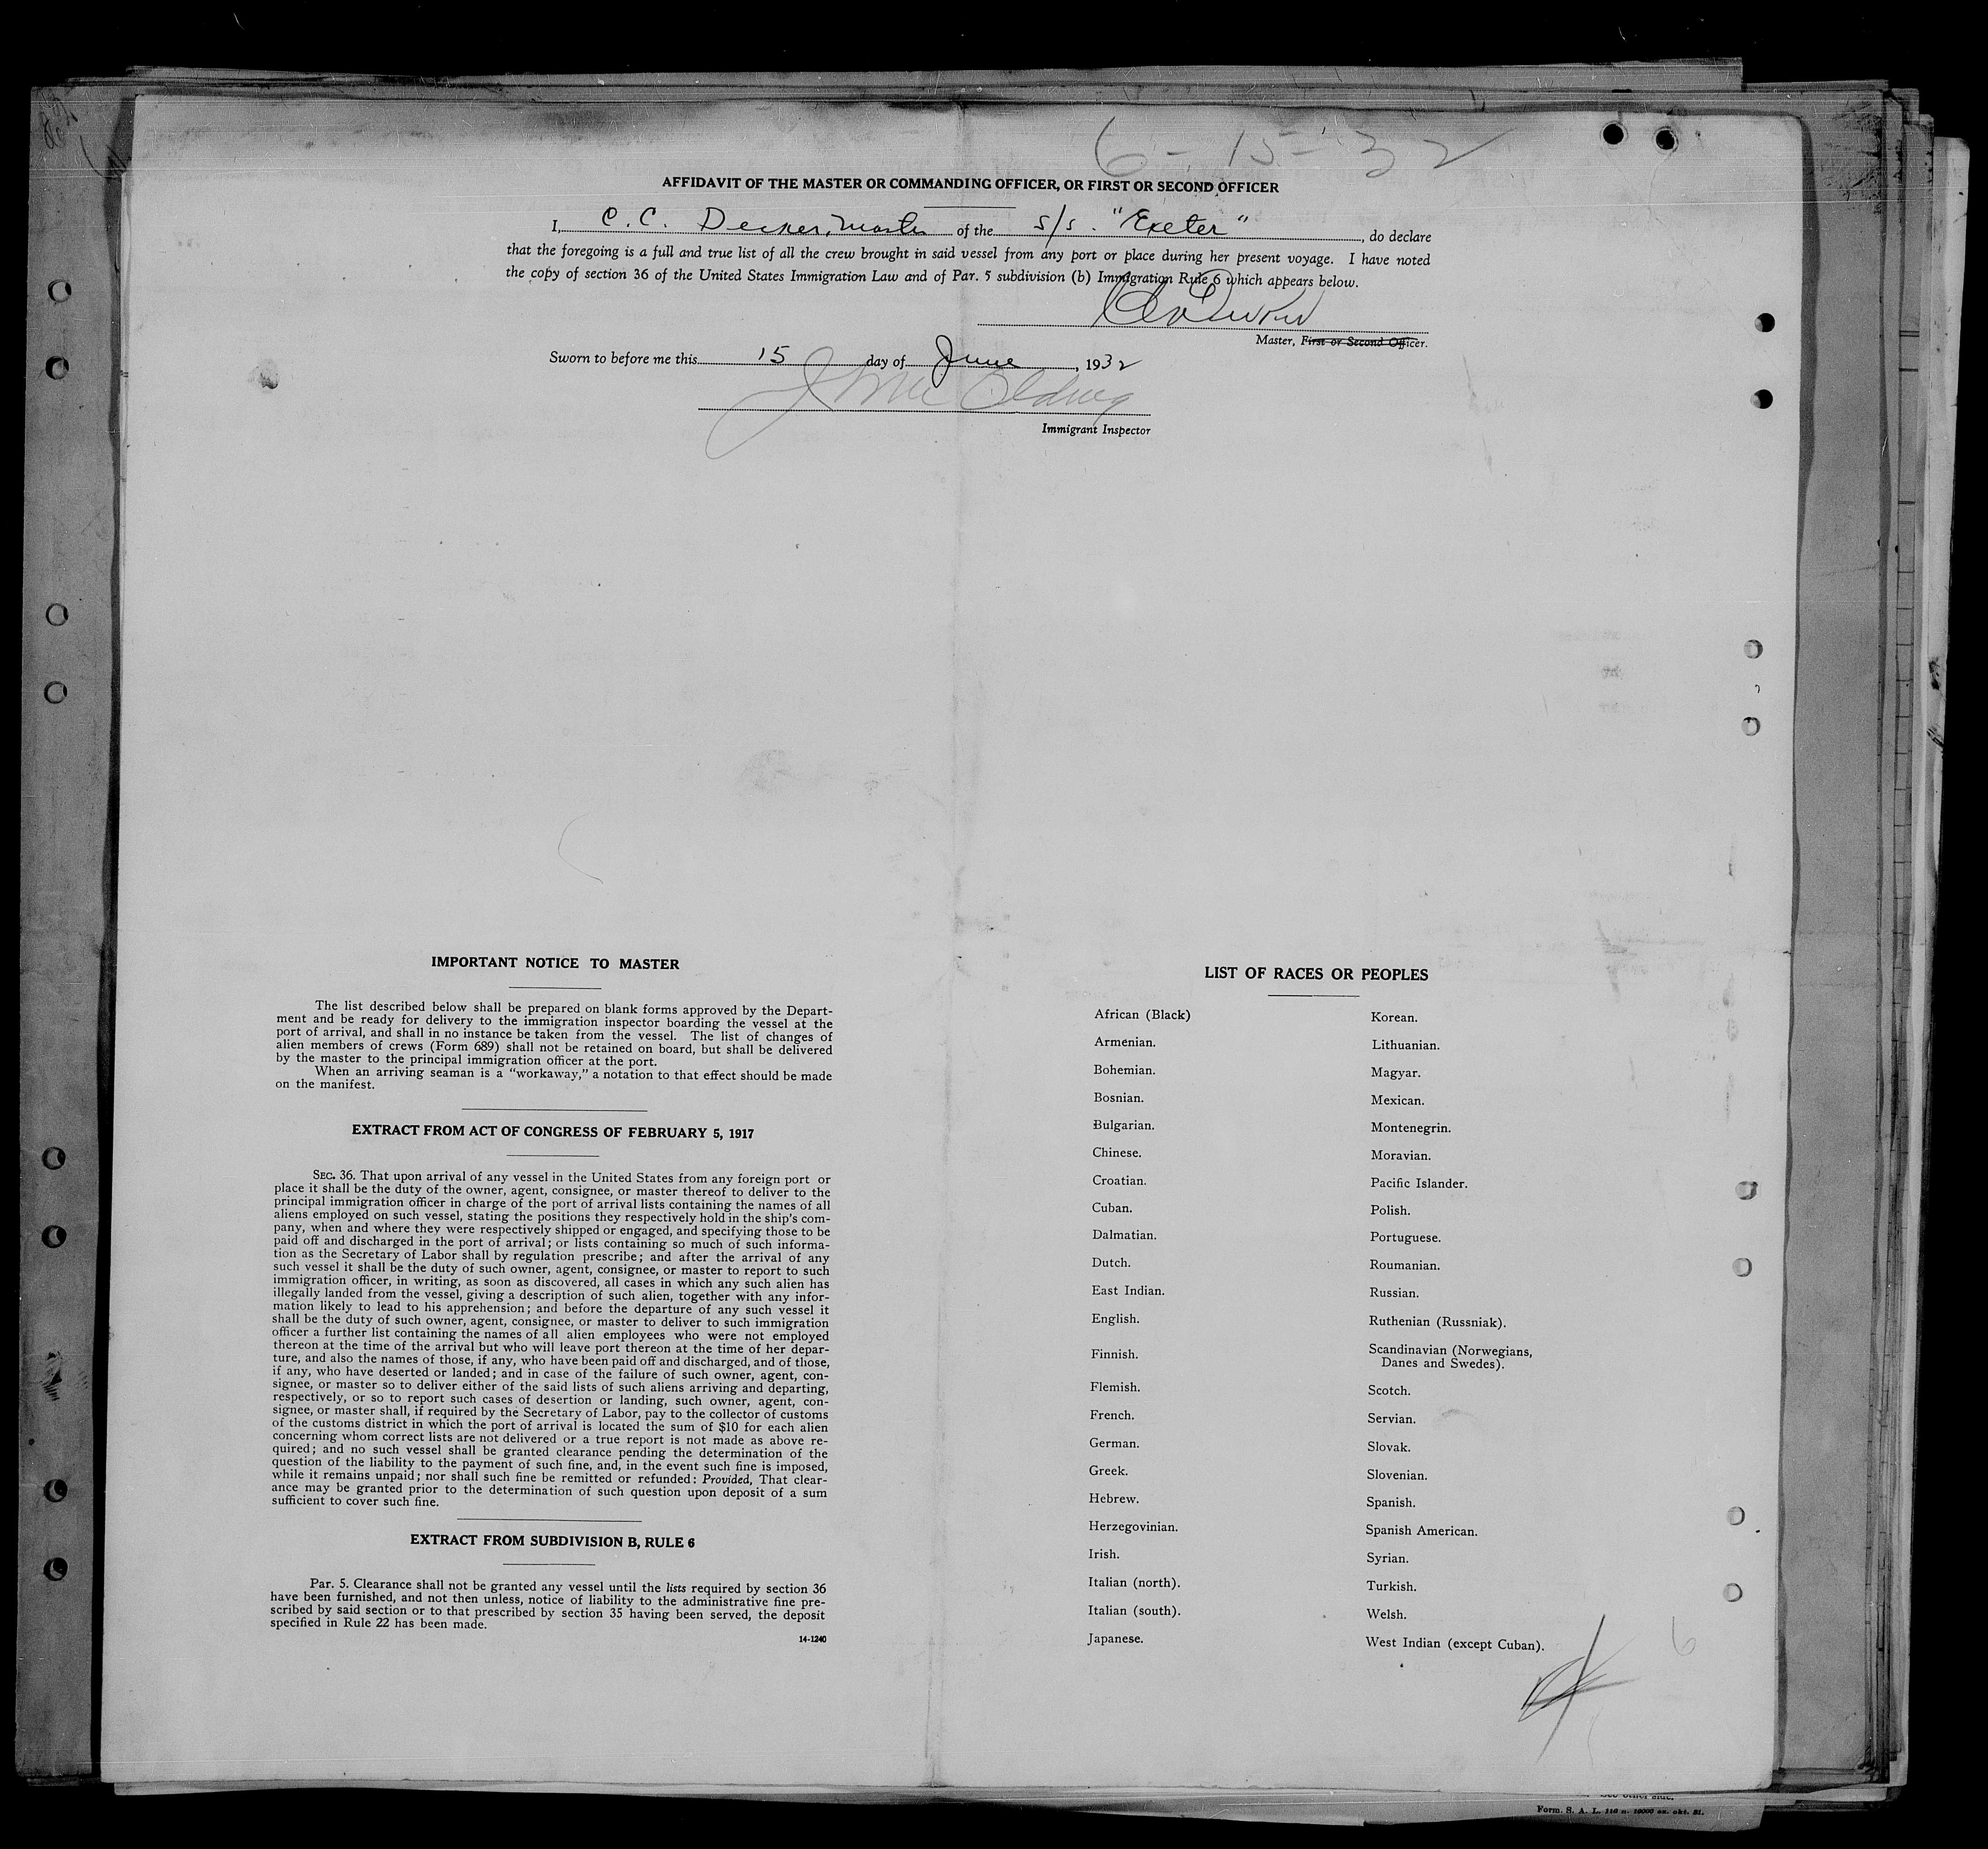 6-15-32
AFFIDAVIT OF THE MASTER OR COMMANDING OFFICER, OR FIRST OR SECOND OFFICER
I, C. C. Decker, Master of the S/S. "Exeter", do declare
that the foregoing is a full and true list of all the crew brought in said vessel from any port or place during her present voyage. I have noted
the copy of section 36 of the United States Immigration Law and of Par. 5 subdivision (b) Immigration Rule 6 which appears below.
Master, First or Second Officer.
Sworn to before me this 15 day of June, 1932
Immigrant Inspector
IMPORTANT NOTICE TO MASTER
The list described below shall be prepared on blank forms approved by the Depart-
ment and be ready for delivery to the immigration inspector boarding the vessel at the
port of arrival, and shall in no instance be taken from the vessel. The list of changes of
alien members of crews (Form 689) shall not be retained on board, but shall be delivered
by the master to the principal immigration officer at the port.
When an arriving seaman is a "workaway," a notation to that effect should be made
on the manifest.
EXTRACT FROM ACT OF CONGRESS OF FEBRUARY 5, 1917
SEC. 36. That upon arrival of any vessel in the United States from any foreign port or
place it shall be the duty of the owner, agent, consignee, or master thereof to deliver to the
principal immigration officer in charge of the port of arrival lists containing the names of all
aliens employed on such vessel, stating the positions they respectively hold in the ship's com-
pany, when and where they were respectively shipped or engaged, and specifying those to be
paid off and discharged in the port of arrival; or lists containing so much of such informa-
tion as the Secretary of Labor shall by regulation prescribe; and after the arrival of any
such vessel it shall be the duty of such owner, agent, consignee, or master to report to such
immigration officer, in writing, as soon as discovered, all cases in which any such alien has
illegally landed from the vessel, giving a description of such alien, together with any infor-
mation likely to lead to his apprehension; and before the departure of any such vessel it
shall be the duty of such owner, agent, consignee, or master to deliver to such immigration
officer a further list containing the names of all alien employees who were not employed
thereon at the time of the arrival but who will leave port thereon at the time of her depar-
ture, and also the names of those, if any, who have been paid off and discharged, and of those,
if any, who have deserted or landed; and in case of the failure of such owner, agent, con-
signee, or master so to deliver either of the said lists of such aliens arriving and departing,
respectively, or so to report such cases of desertion or landing, such owner, agent, con-
signee, or master shall, if required by the Secretary of Labor, pay to the collector of customs
of the customs district in which the port of arrival is located the sum of $10 for each alien
concerning whom correct lists are not delivered or a true report is not made as above re-
quired; and no such vessel shall be granted clearance pending the determination of the
question of the liability to the payment of such fine, and, in the event such fine is imposed,
while it remains unpaid; nor shall such fine be remitted or refunded: Provided, That clear-
ance may be granted prior to the determination of such question upon deposit of a sum
sufficient to cover such fine.
EXTRACT FROM SUBDIVISION B, RULE 6
Par. 5. Clearance shall not be granted any vessel until the lists required by section 36
have been furnished, and not then unless, notice of liability to the administrative fine pre-
scribed by said section or to that prescribed by section 35 having been served, the deposit
specified in Rule 22 has been made.
14-1240
LIST OF RACES OR PEOPLES
African (Black)
Armenian.
Bohemian.
Bosnian.
Bulgarian.
Chinese.
Croatian.
Cuban.
Dalmatian.
Dutch.
East Indian.
English.
Finnish.
Flemish.
French.
German.
Greek.
Hebrew.
Herzegovinian.
Irish.
Italian (north).
Italian (south).
Japanese.
Korean.
Lithuanian.
Magyar.
Mexican.
Montenegrin.
Moravian.
Pacific Islander.
Polish.
Portuguese.
Roumanian.
Russian.
Ruthenian (Russniak).
Scandinavian (Norwegians,
Danes and Swedes).
Scotch.
Servian.
Slovak.
Slovenian.
Spanish.
Spanish American.
Syrian.
Turkish.
Welsh.
West Indian (except Cuban).
6
Form. S. A. L. 116 n. 10000 ex. okt. 31.